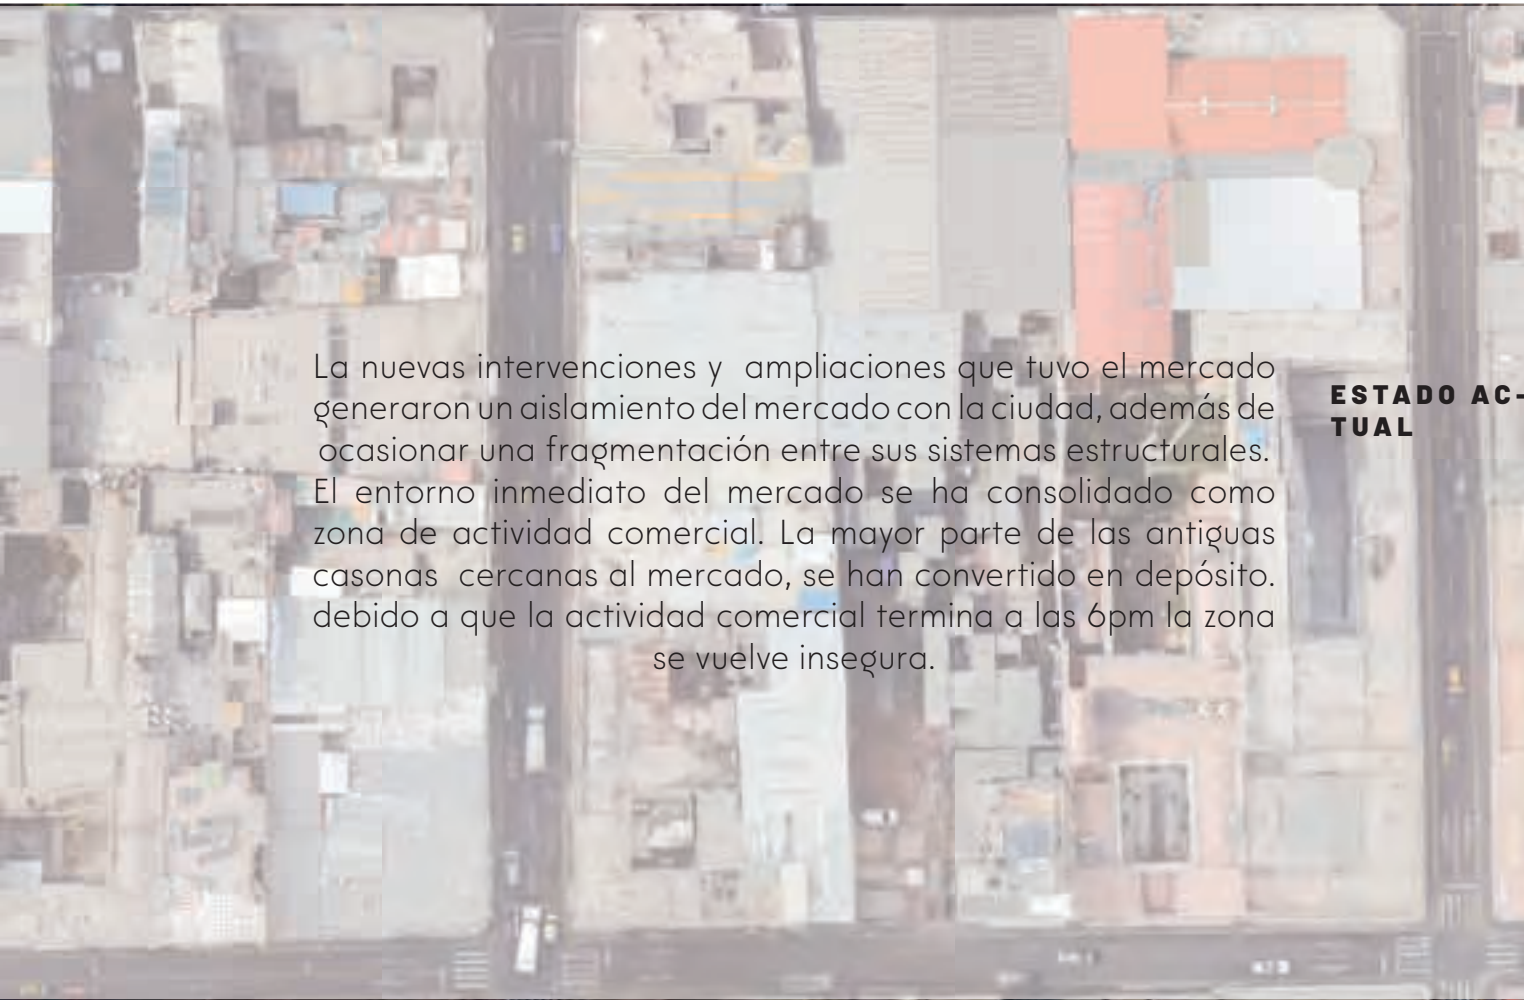 La nuevas intervenciones y ampliaciones que tuvo el mercado
generaron un aislamiento del mercado con la ciudad, además de
ocasionar una fragmentación entre sus sistemas estructurales.
El entorno inmediato del mercado se ha consolidado como
zona de actividad comercial. La mayor parte de las antiguas
casonas cercanas al mercado, se han convertido en depósito.
debido a que la actividad comercial termina a las 6pm la zona
se vuelve insegura.
ESTADO AC-
TUAL